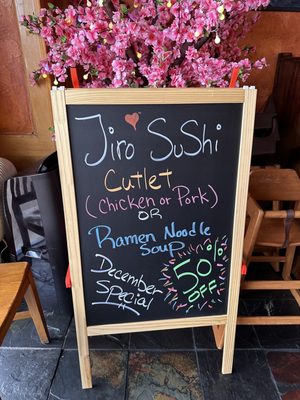 Jiro SuShi
Cutlet
(Chicken or Pork)
OR
Ramen Noodle
Soup
December
Special
50%
OFF